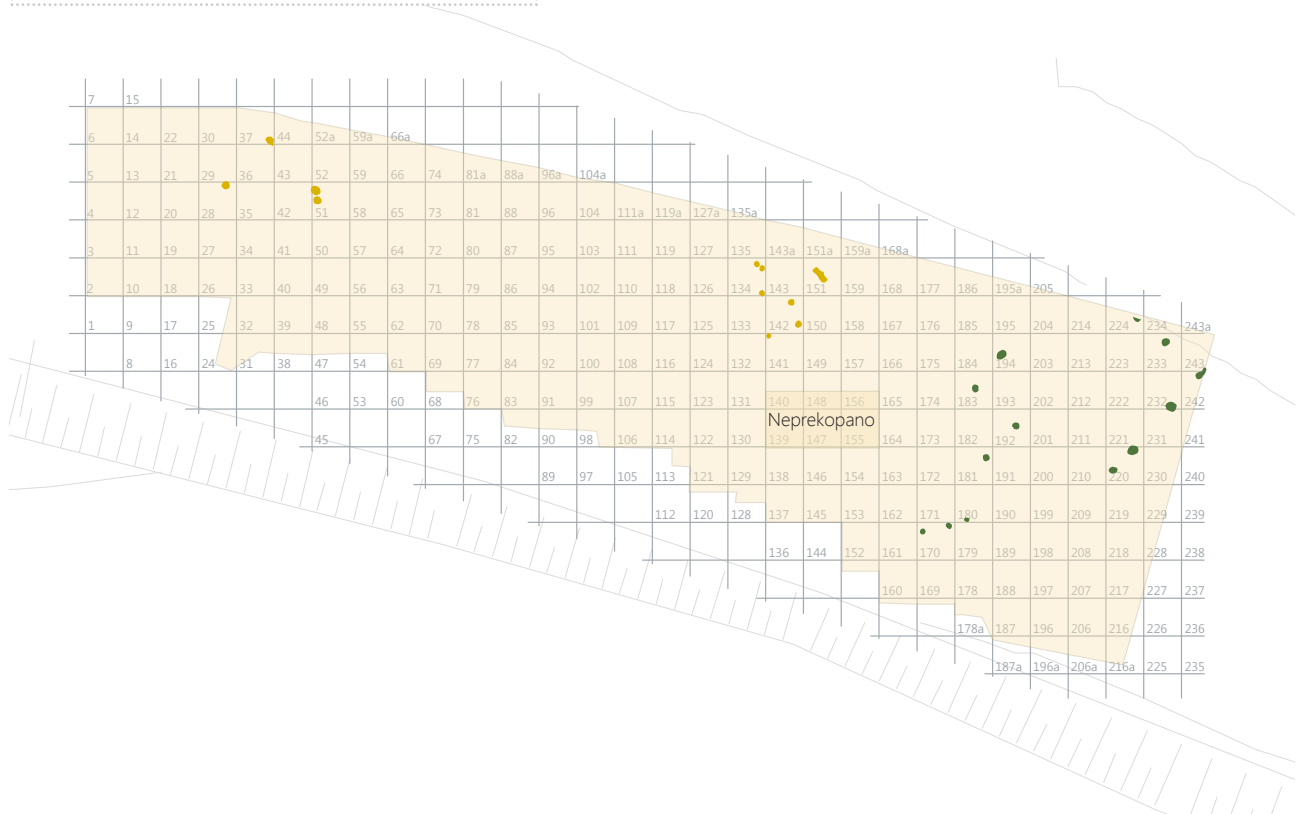 7 15
6 14 22 30 37 44 52a 59a 66a
5 13 21 29 36 43 52 59 66 74 81a 88a 96a 104a
4 12 20 28 35 42 51 58 65 73 81 88 96 104 111a 119a 127a 135a
3 11 19 27 34 41 50 57 64 72 80 87 95 103 111 119 127 135 143a 151a 159a 168a
2 10 18 26 33 40 49 56 63 71 79 86 94 102 110 118 126 134 143 151 159 168 177 186 195a 205
1 9 17 25 32 39 48 55 62 70 78 85 93 101 109 117 125 133 142 150 158 167 176 185 195 204 214 224 234 243a
8 16 24 31 38 47 54 61 69 77 84 92 100 108 116 124 132 141 149 157 166 175 184 194 203 213 223 233 243
46 53 60 68 76 83 91 99 107 115 123 131 140 148 156 165 174 183 193 202 212 222 232 242
Neprekopano
45 67 75 82 90 98 106 114 122 130 139 147 155 164 173 182 192 201 211 221 231 241
89 97 105 113 121 129 138 146 154 163 172 181 191 200 210 220 230 240
112 120 128 137 145 153 162 171 180 190 199 209 219 229 239
136 144 152 161 170 179 189 198 208 218 228 238
160 169 178 188 197 207 217 227 237
178a 187 196 206 216 226 236
187a 196a 206a 216a 225 235